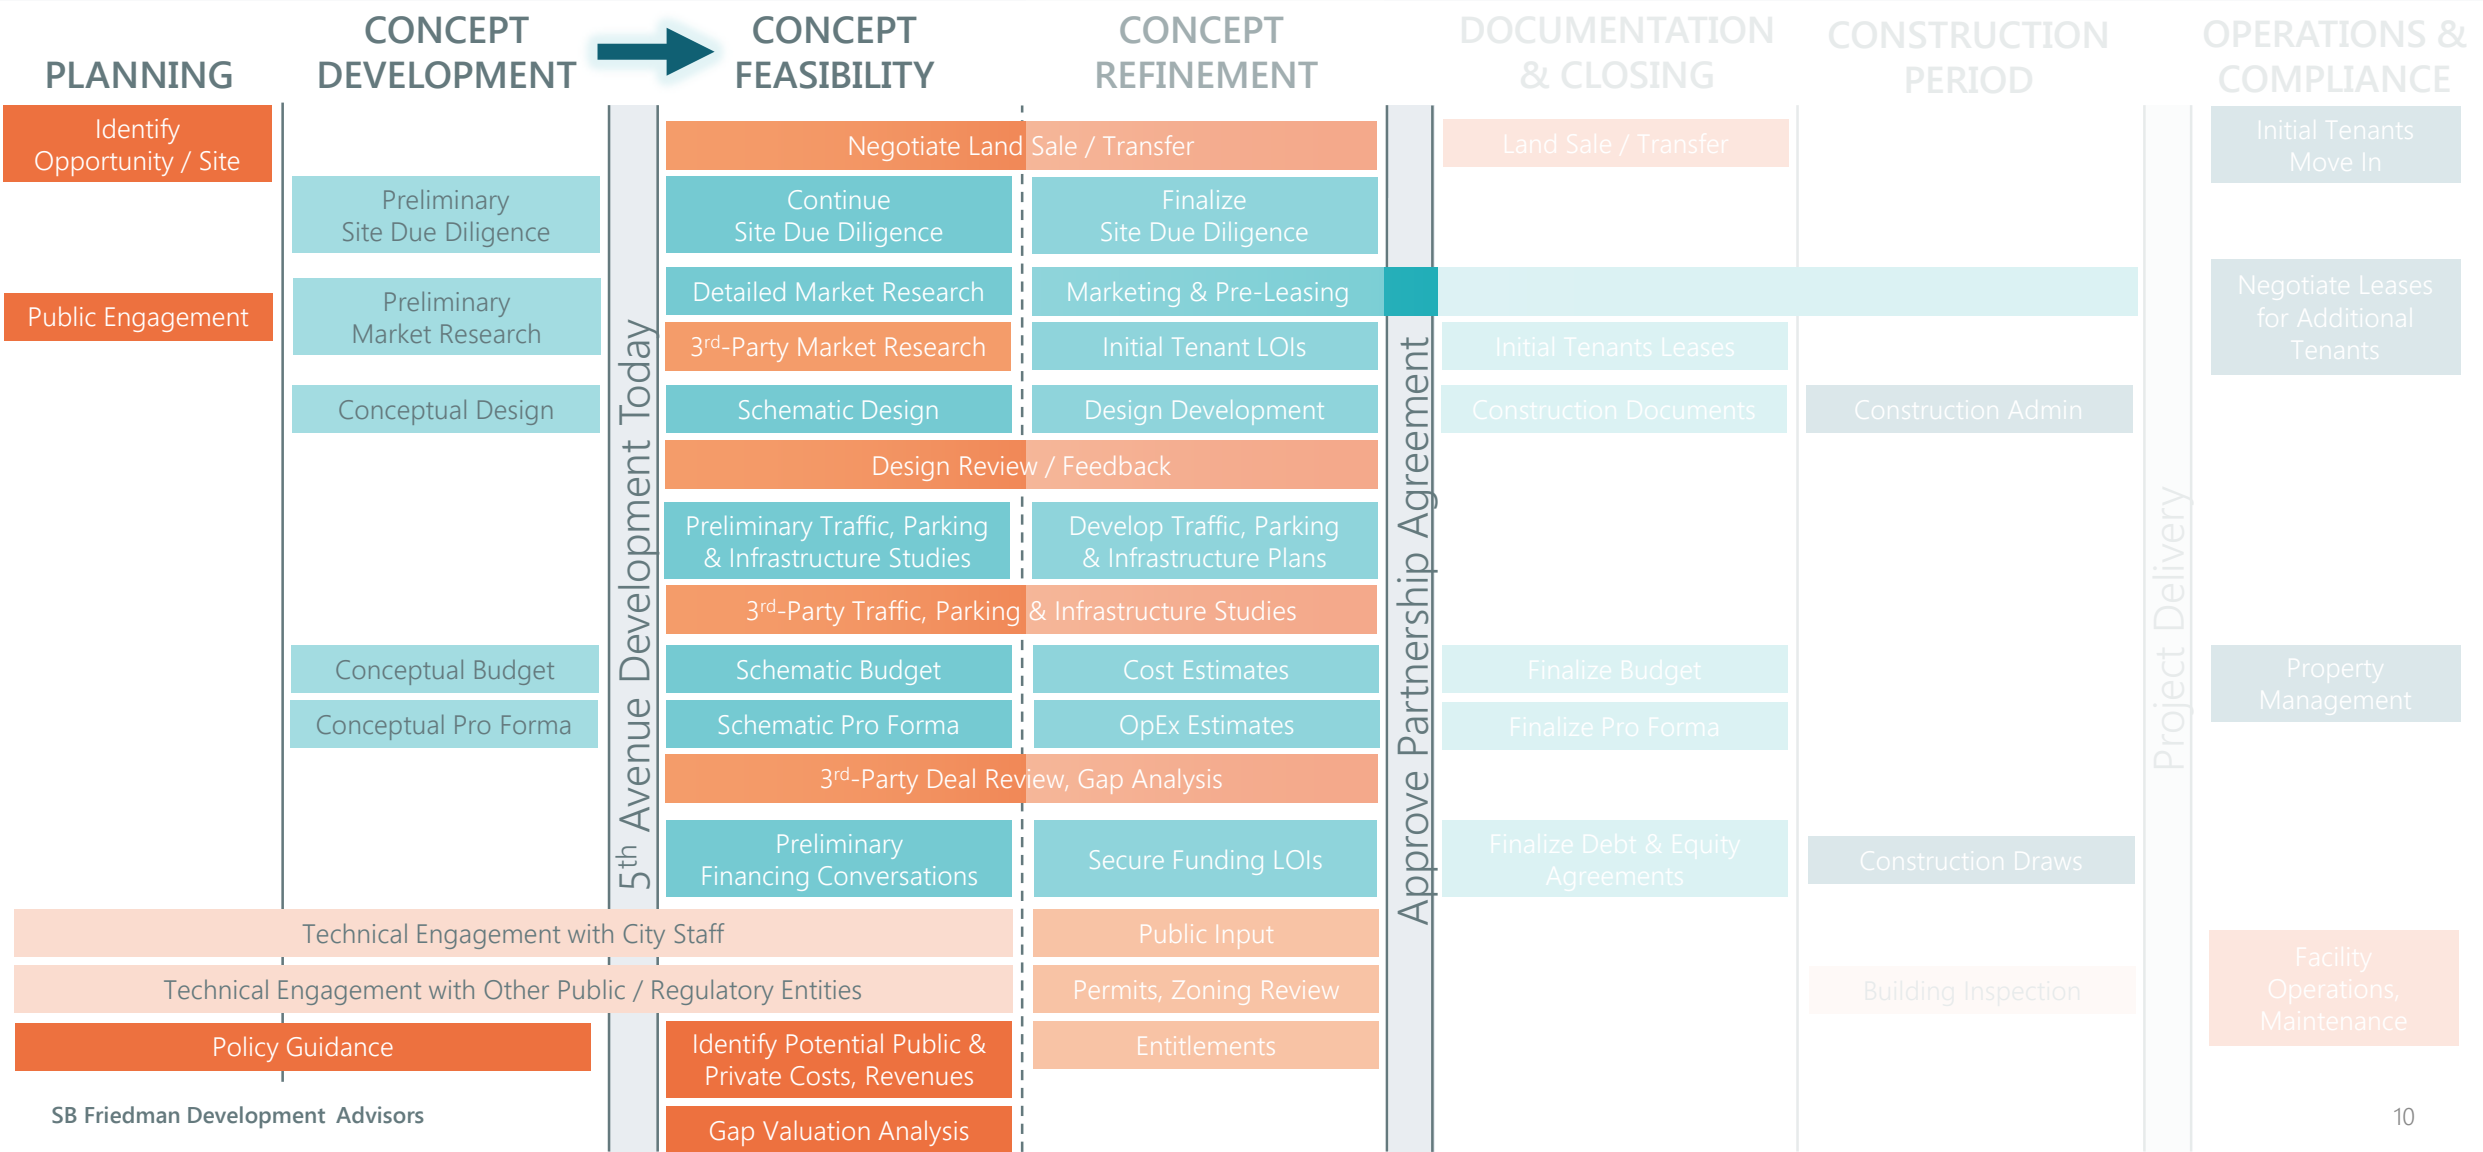 PLANNING
CONCEPT
DEVELOPMENT
CONCEPT
FEASIBILITY
CONCEPT
REFINEMENT
DOCUMENTATION
& CLOSING
CONSTRUCTION
PERIOD
OPERATIONS &
COMPLIANCE
Identify
Opportunity / Site
Public Engagement
Preliminary
Site Due Diligence
Preliminary
Market Research
Conceptual Design
Conceptual Budget
Conceptual Pro Forma
Technical Engagement with City Staff
Technical Engagement with Other Public / Regulatory Entities
Policy Guidance
5th Avenue Development Today
Negotiate Land Sale / Transfer
Continue
Site Due Diligence
Finalize
Site Due Diligence
Detailed Market Research
Marketing & Pre-Leasing
3rd-Party Market Research
Initial Tenant LOIs
Schematic Design
Design Development
Design Review / Feedback
Preliminary Traffic, Parking
& Infrastructure Studies
Develop Traffic, Parking
& Infrastructure Plans
3rd-Party Traffic, Parking & Infrastructure Studies
Schematic Budget
Cost Estimates
Schematic Pro Forma
OpEx Estimates
3rd-Party Deal Review, Gap Analysis
Preliminary
Financing Conversations
Secure Funding LOIs
Public Input
Permits, Zoning Review
Identify Potential Public &
Private Costs, Revenues
Entitlements
Gap Valuation Analysis
Approve Partnership Agreement
Land Sale / Transfer
Initial Tenants Leases
Construction Documents
Finalize Budget
Finalize Pro Forma
Finalize Debt & Equity
Agreements
Construction Admin
Construction Draws
Building Inspection
Project Delivery
Initial Tenants
Move In
Negotiate Leases
for Additional
Tenants
Property
Management
Facility
Operations,
Maintenance
SB Friedman Development Advisors
10